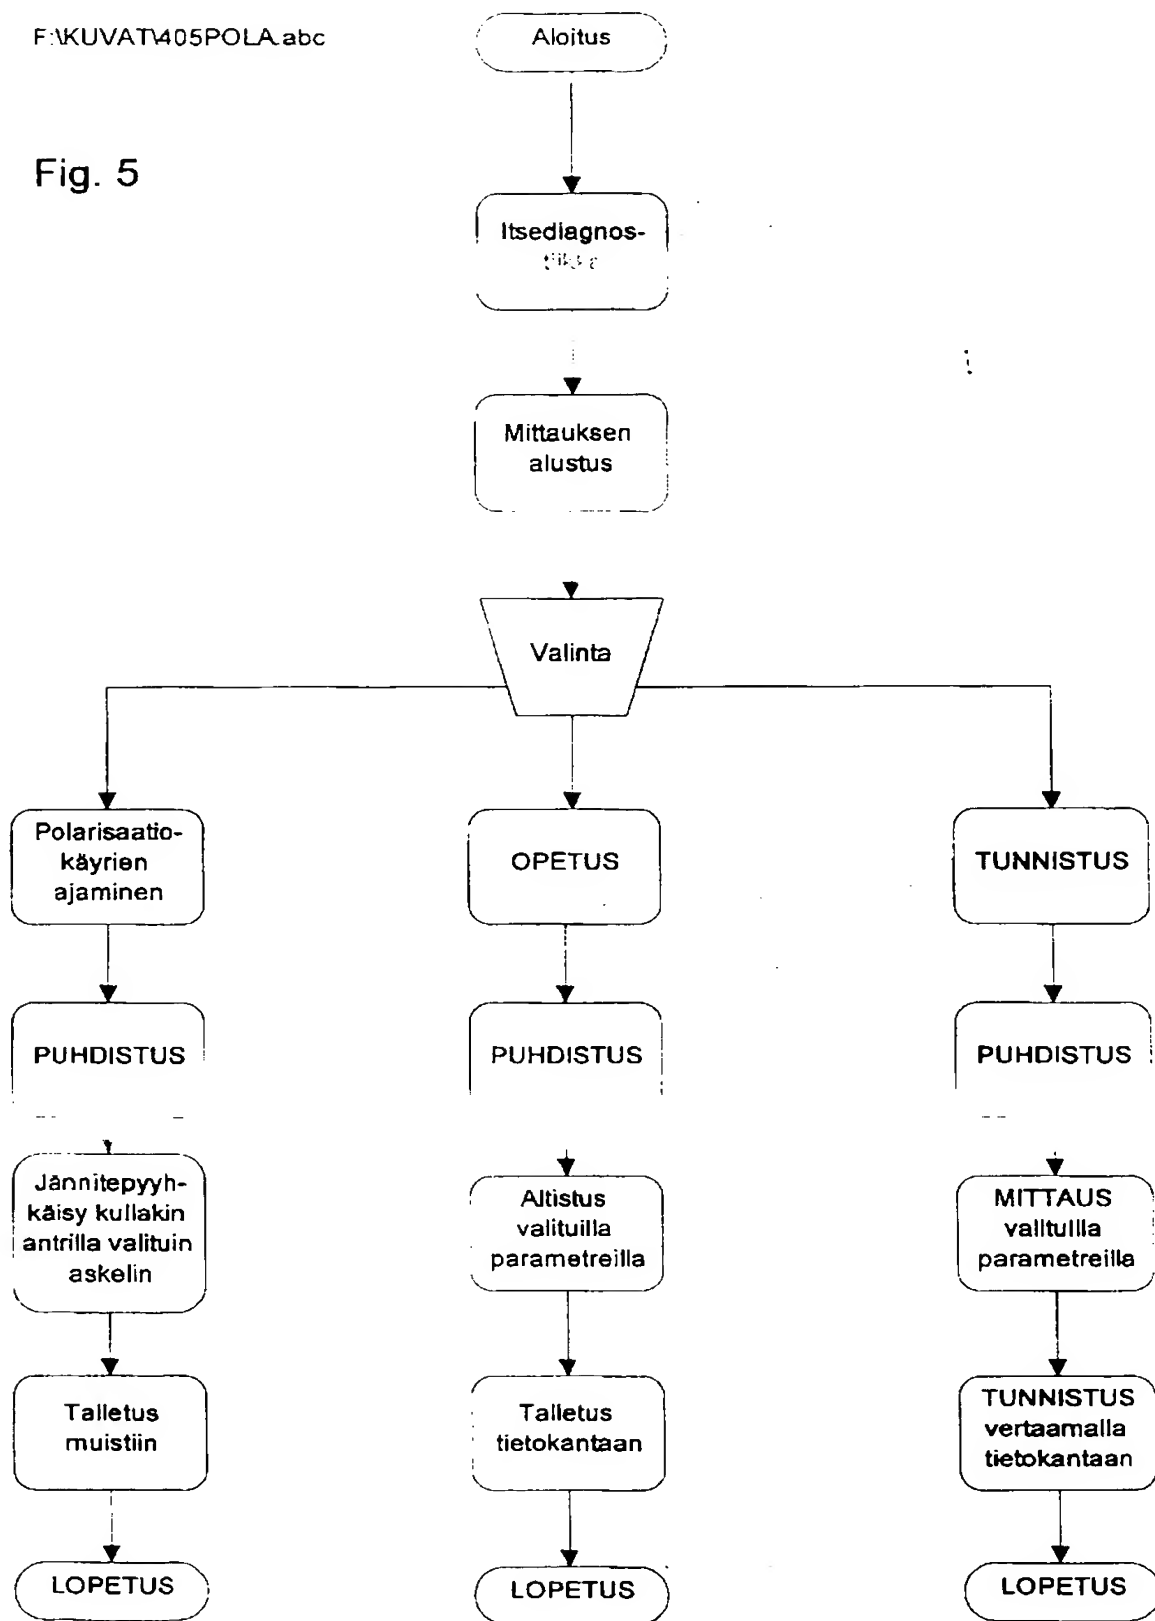 F:\KUVAT\405POLA.abc
Aloitus
Fig. 5
Itsediagnos-
tiikka
Mittauksen
alustus
Valinta
Polarisaatio-
käyrien
ajaminen
OPETUS
TUNNISTUS
PUHDISTUS
PUHDISTUS
PUHDISTUS
Jännitepyyh-
käisy kullakin
antrilla valituin
askelin
Altistus
valituilla
parametreilla
MITTAUS
valituilla
parametreilla
Talletus
muistiin
Talletus
tietokantaan
TUNNISTUS
vertaamalla
tietokantaan
LOPETUS
LOPETUS
LOPETUS